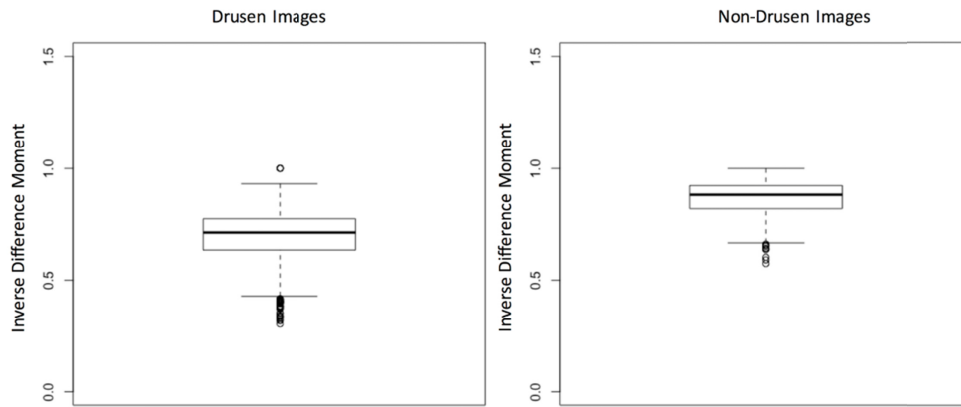 Drusen Images
Non-Drusen Images
Inverse Difference Moment
1.5
1.0
0.5
0.0
Inverse Difference Moment
1.5
1.0
0.5
0.0